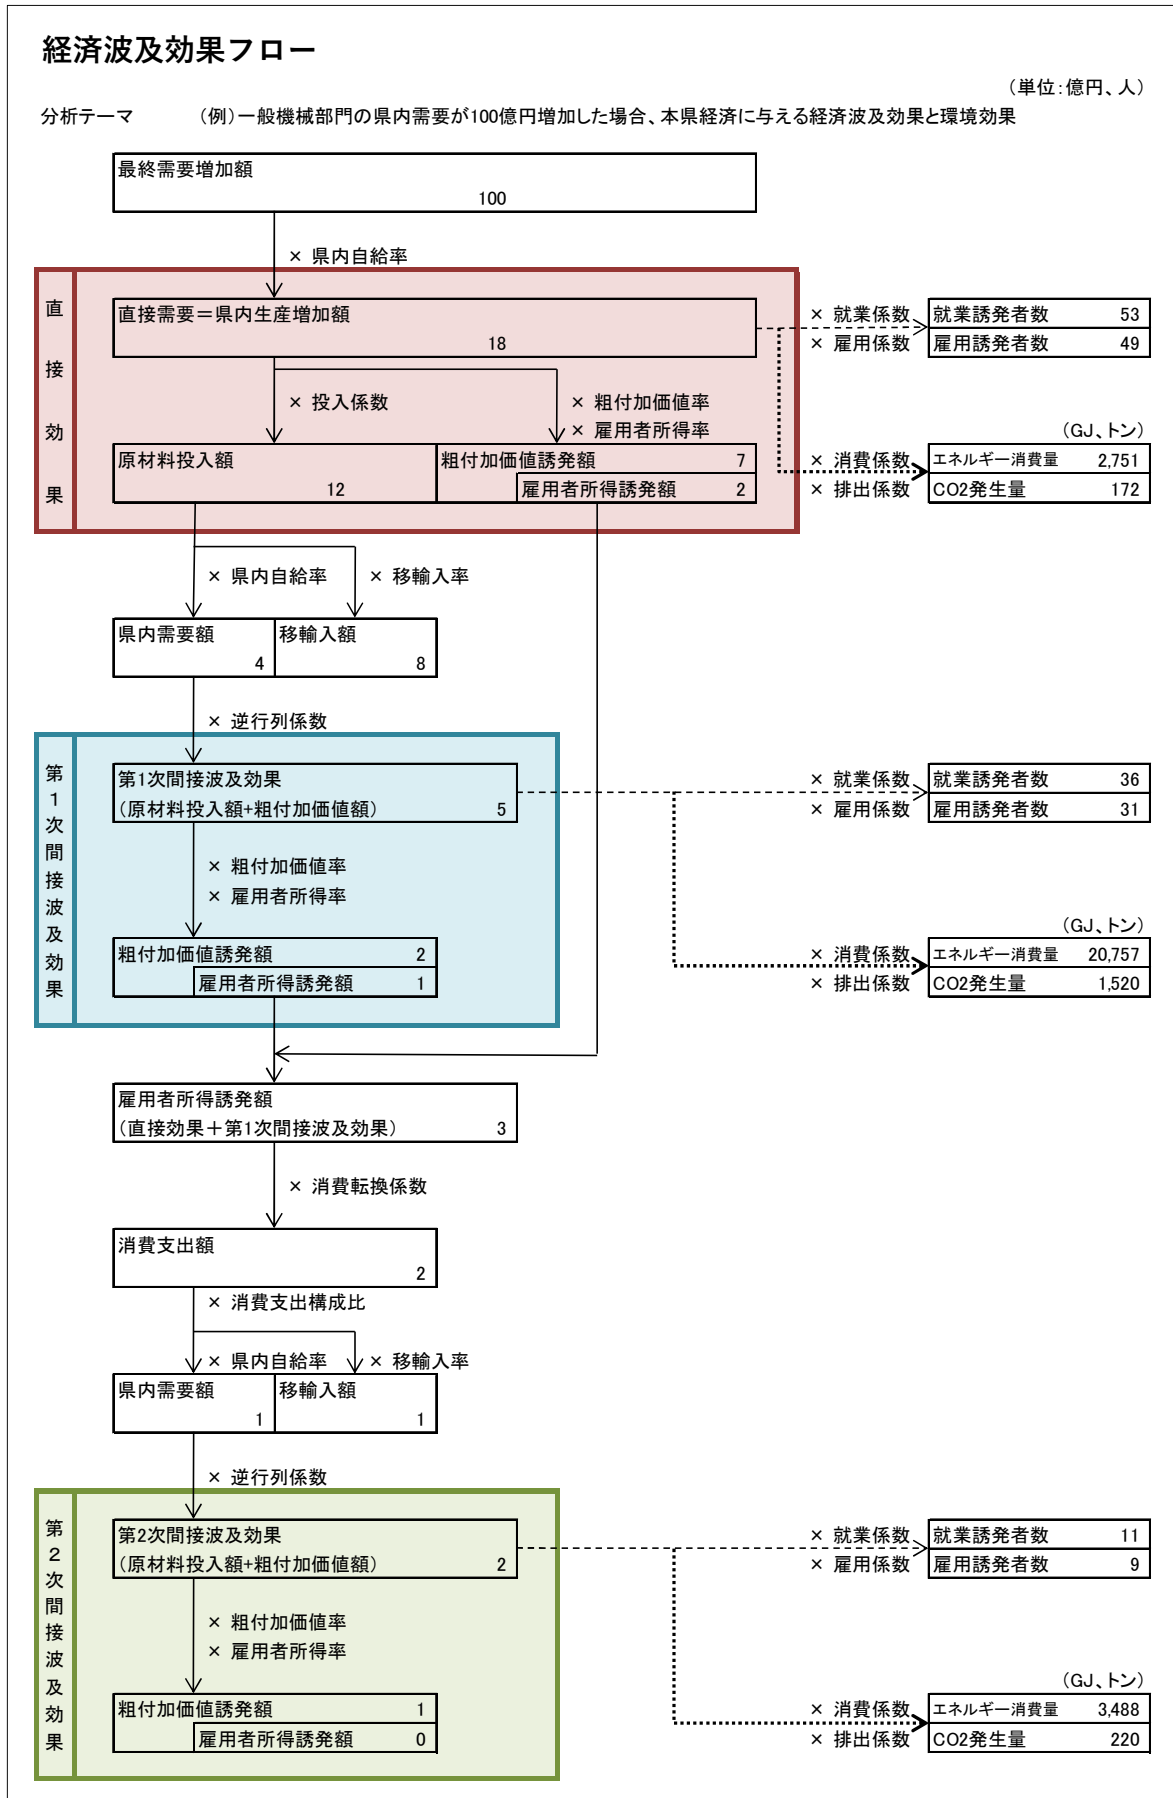 経済波及効果フロー
（単位：億円、人）
分析テーマ （例）一般機械部門の県内需要が100億円増加した場合、本県経済に与える経済波及効果と環境効果
最終需要増加額
100
× 県内自給率
直接効果
直接需要＝県内生産増加額
18
× 就業係数
× 雇用係数
就業誘発者数 53
雇用誘発者数 49
× 投入係数
× 粗付加価値率
× 雇用者所得率
（GJ、トン）
原材料投入額
12
粗付加価値誘発額 7
雇用者所得誘発額 2
× 消費係数
× 排出係数
エネルギー消費量 2,751
CO2発生量 172
× 県内自給率 × 移輸入率
県内需要額
4
移輸入額
8
× 逆行列係数
第1次間接波及効果
第1次間接波及効果
（原材料投入額+粗付加価値額） 5
× 就業係数
× 雇用係数
就業誘発者数 36
雇用誘発者数 31
× 粗付加価値率
× 雇用者所得率
（GJ、トン）
粗付加価値誘発額 2
雇用者所得誘発額 1
× 消費係数
× 排出係数
エネルギー消費量 20,757
CO2発生量 1,520
雇用者所得誘発額
（直接効果＋第1次間接波及効果） 3
× 消費転換係数
消費支出額
2
× 消費支出構成比
× 県内自給率 × 移輸入率
県内需要額
1
移輸入額
1
× 逆行列係数
第2次間接波及効果
第2次間接波及効果
（原材料投入額+粗付加価値額） 2
× 就業係数
× 雇用係数
就業誘発者数 11
雇用誘発者数 9
× 粗付加価値率
× 雇用者所得率
（GJ、トン）
粗付加価値誘発額 1
雇用者所得誘発額 0
× 消費係数
× 排出係数
エネルギー消費量 3,488
CO2発生量 220